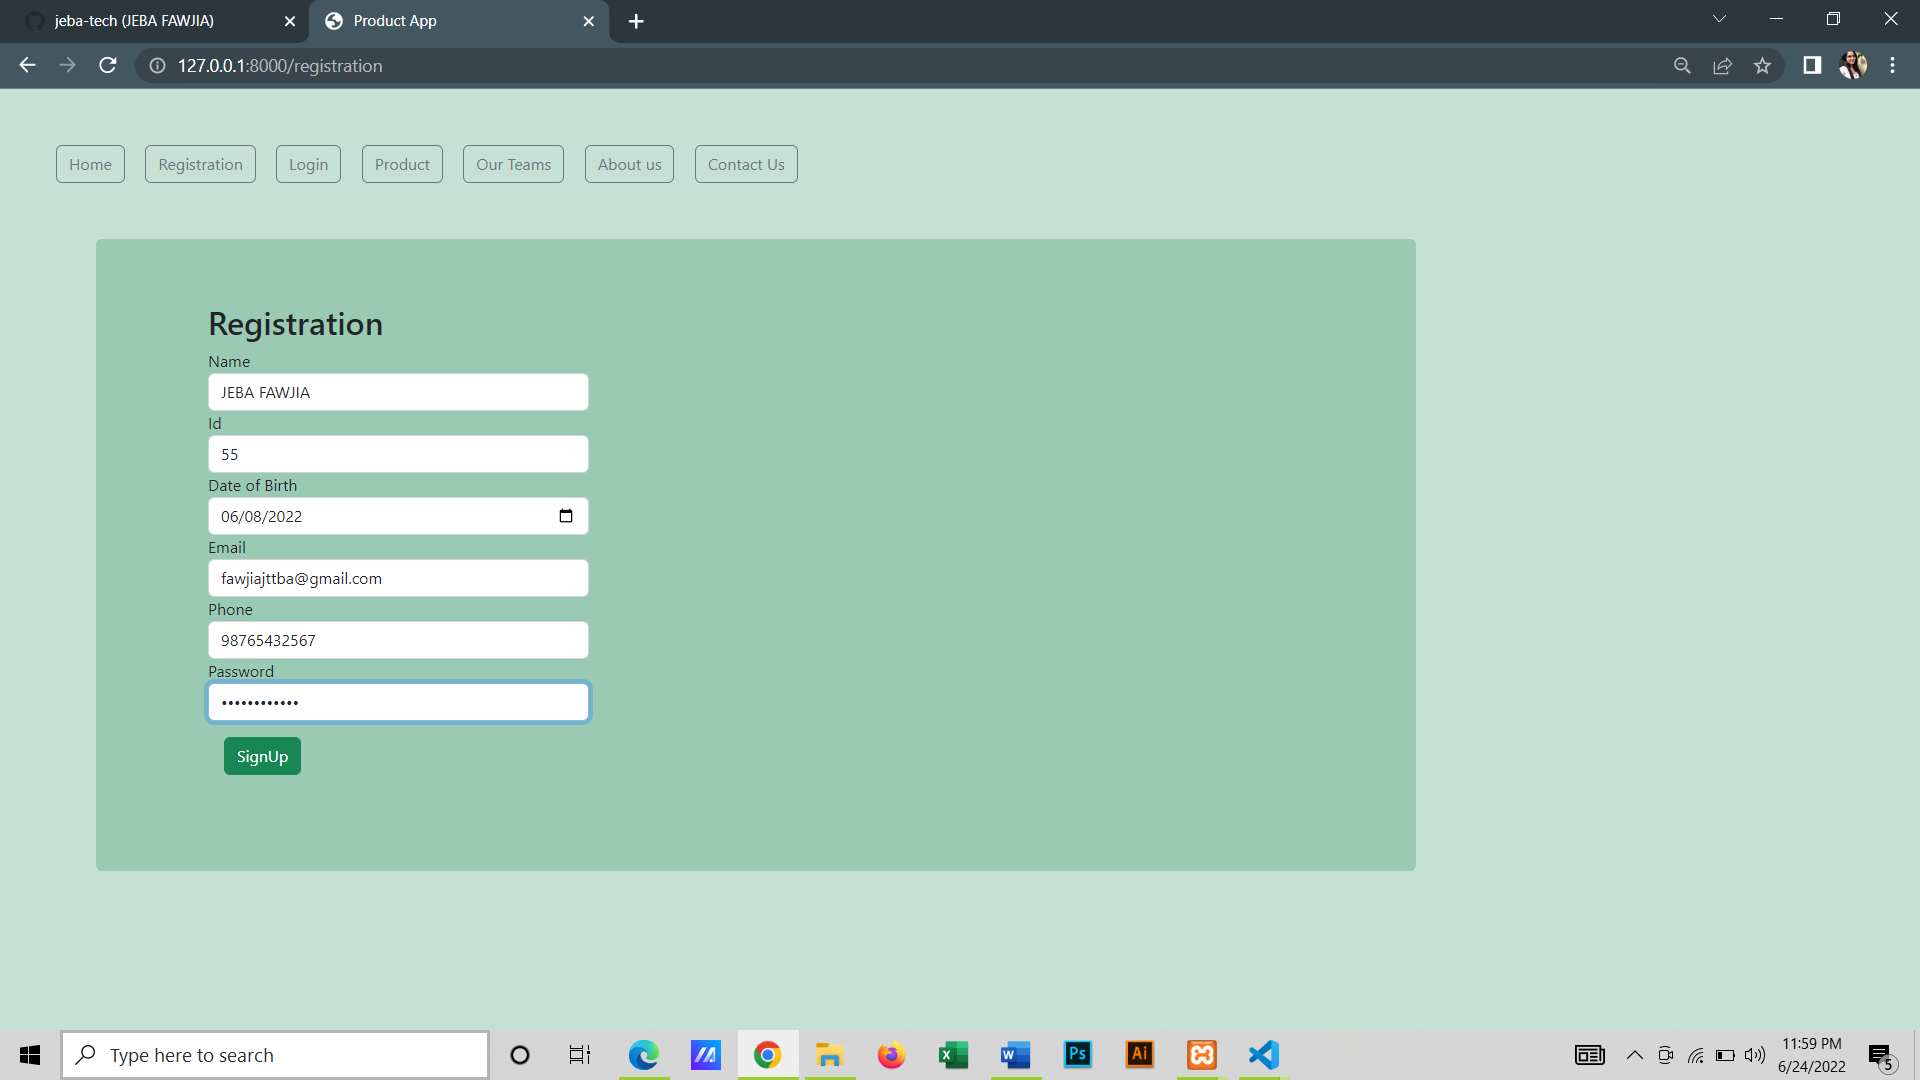 jeba-tech (JEBA FAWJIA)
Product App
127.0.0.1:8000/registration
Home Registration Login Product Our Teams About us Contact Us
Registration
Name
JEBA FAWJIA
Id
55
Date of Birth
06/08/2022
Email
fawjiajttba@gmail.com
Phone
98765432567
Password
••••••••••••
SignUp
Type here to search
Ps
Ai
11:59 PM
6/24/2022
5